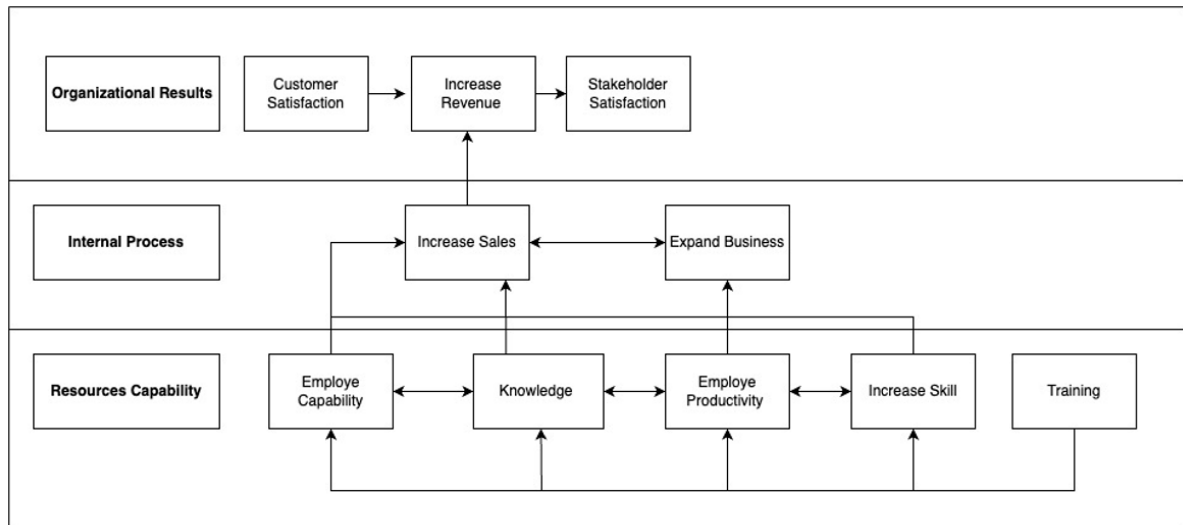 Organizational Results
Customer
Satisfaction
Increase
Revenue
Stakeholder
Satisfaction
Internal Process
Increase Sales
Expand Business
Resources Capability
Employe
Capability
Knowledge
Employe
Productivity
Increase Skill
Training